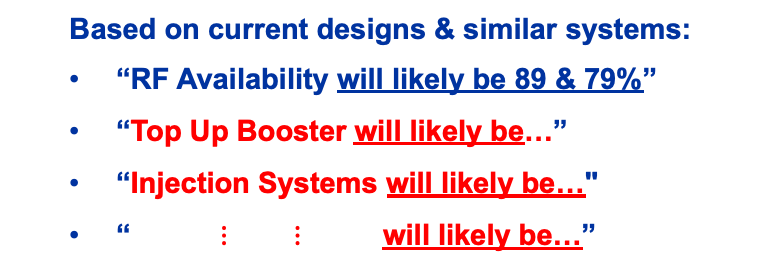 Based on current designs & similar systems:
• “RF Availability will likely be 89 & 79%”
• “Top Up Booster will likely be…”
• “Injection Systems will likely be…"
• “ ⋮ ⋮ will likely be…”